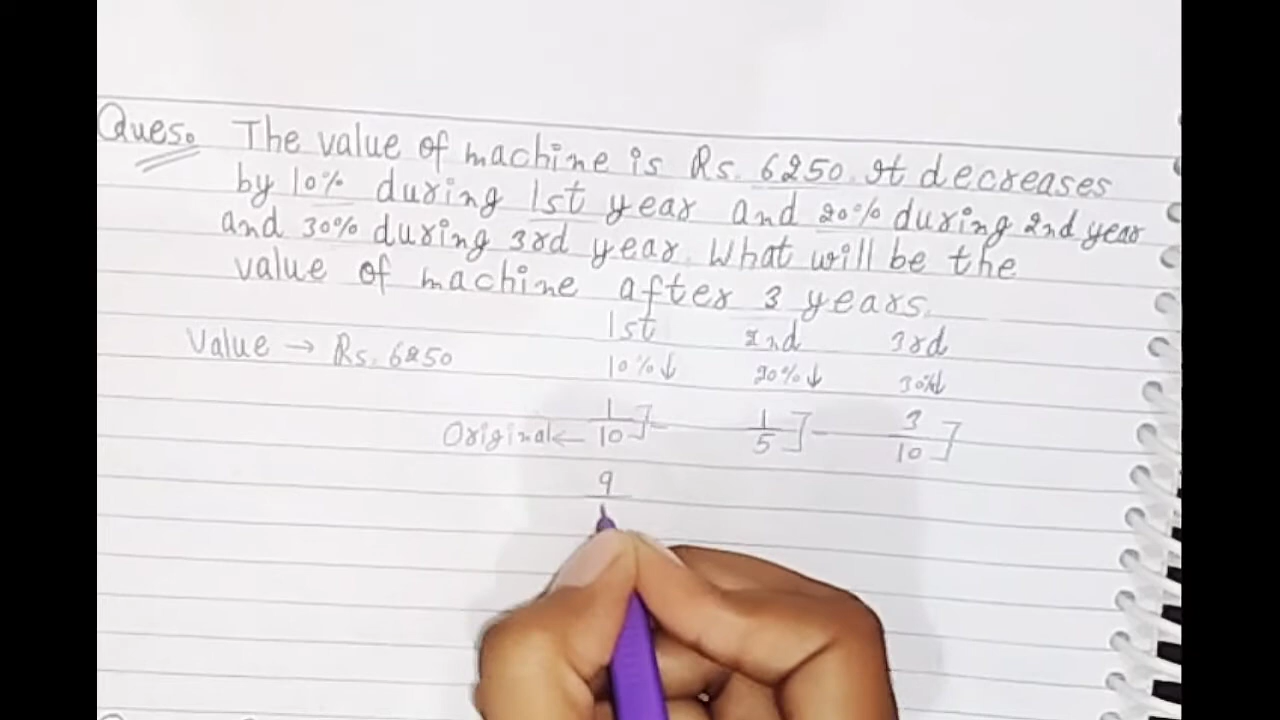 Ques. The value of machine is Rs. 6250. It decreases
by 10% during 1st year and 20% during 2nd year
and 30% during 3rd year. What will be the
value of machine after 3 years.
1st 2nd 3rd
Value → Rs. 6250 10%↓ 20%↓ 30%↓
1 1 3
Original ← 10 5 10
9